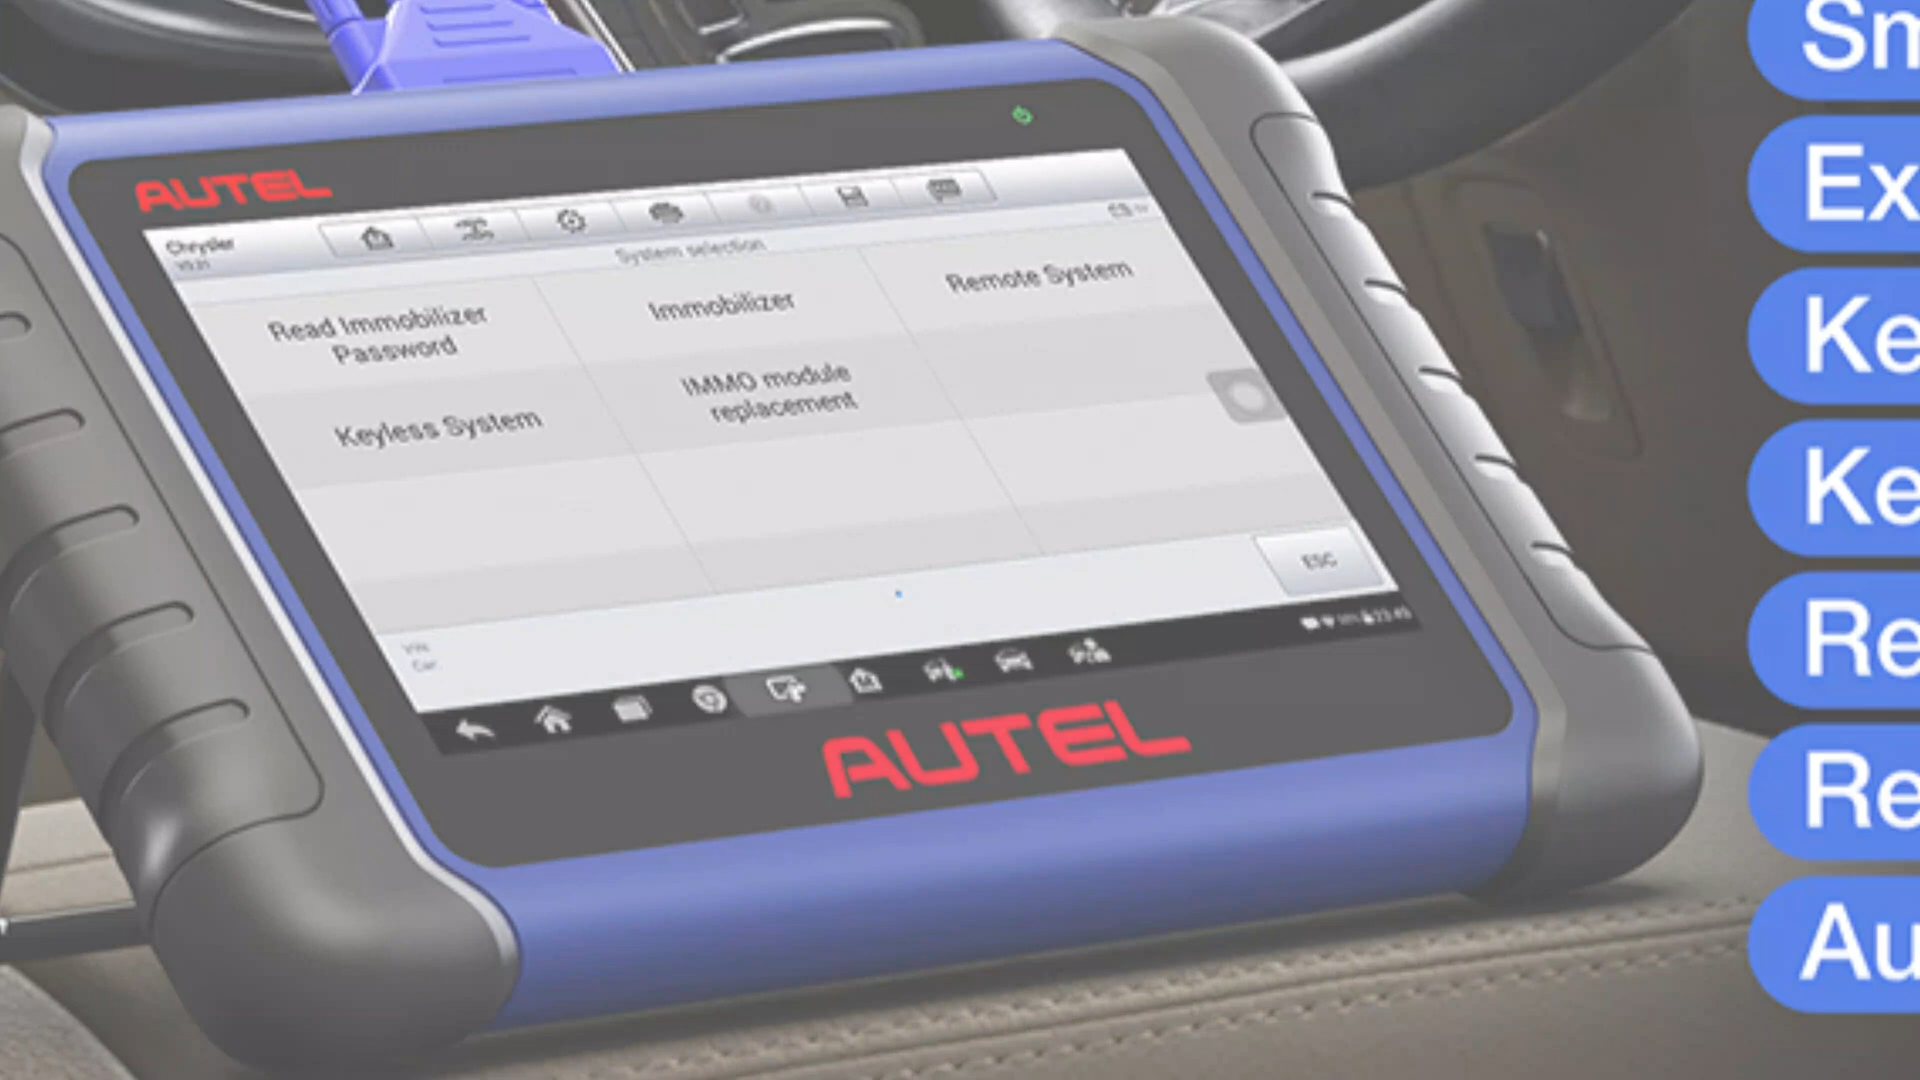 AUTEL
Chrysler
System selection
Read Immobilizer
Password
Immobilizer
Remote System
Keyless System
IMMO module
replacement
ESC
AUTEL
Sm
Ex
Ke
Ke
Re
Re
Au